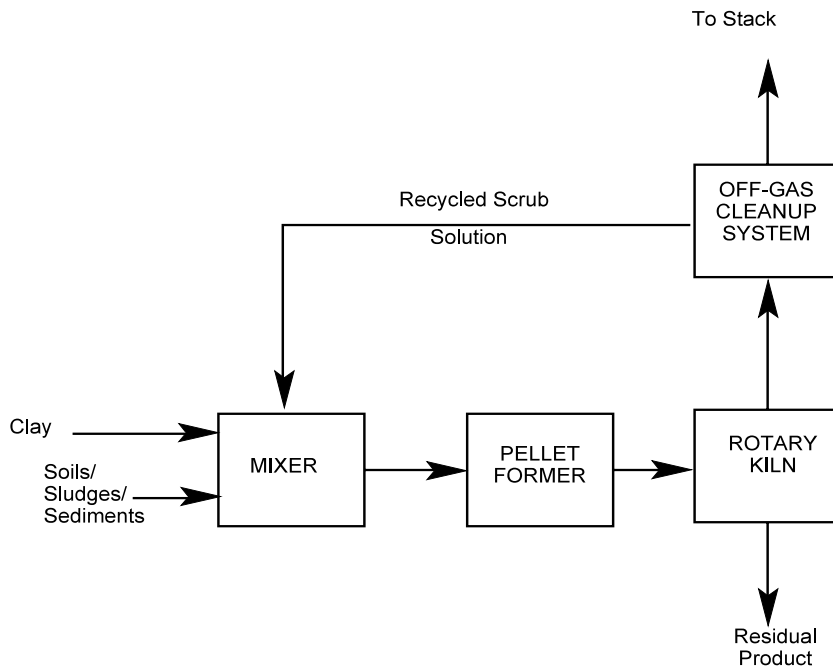 To Stack
OFF-GAS
CLEANUP
SYSTEM
Recycled Scrub
Solution
Clay
Soils/
Sludges/
Sediments
MIXER
PELLET
FORMER
ROTARY
KILN
Residual
Product